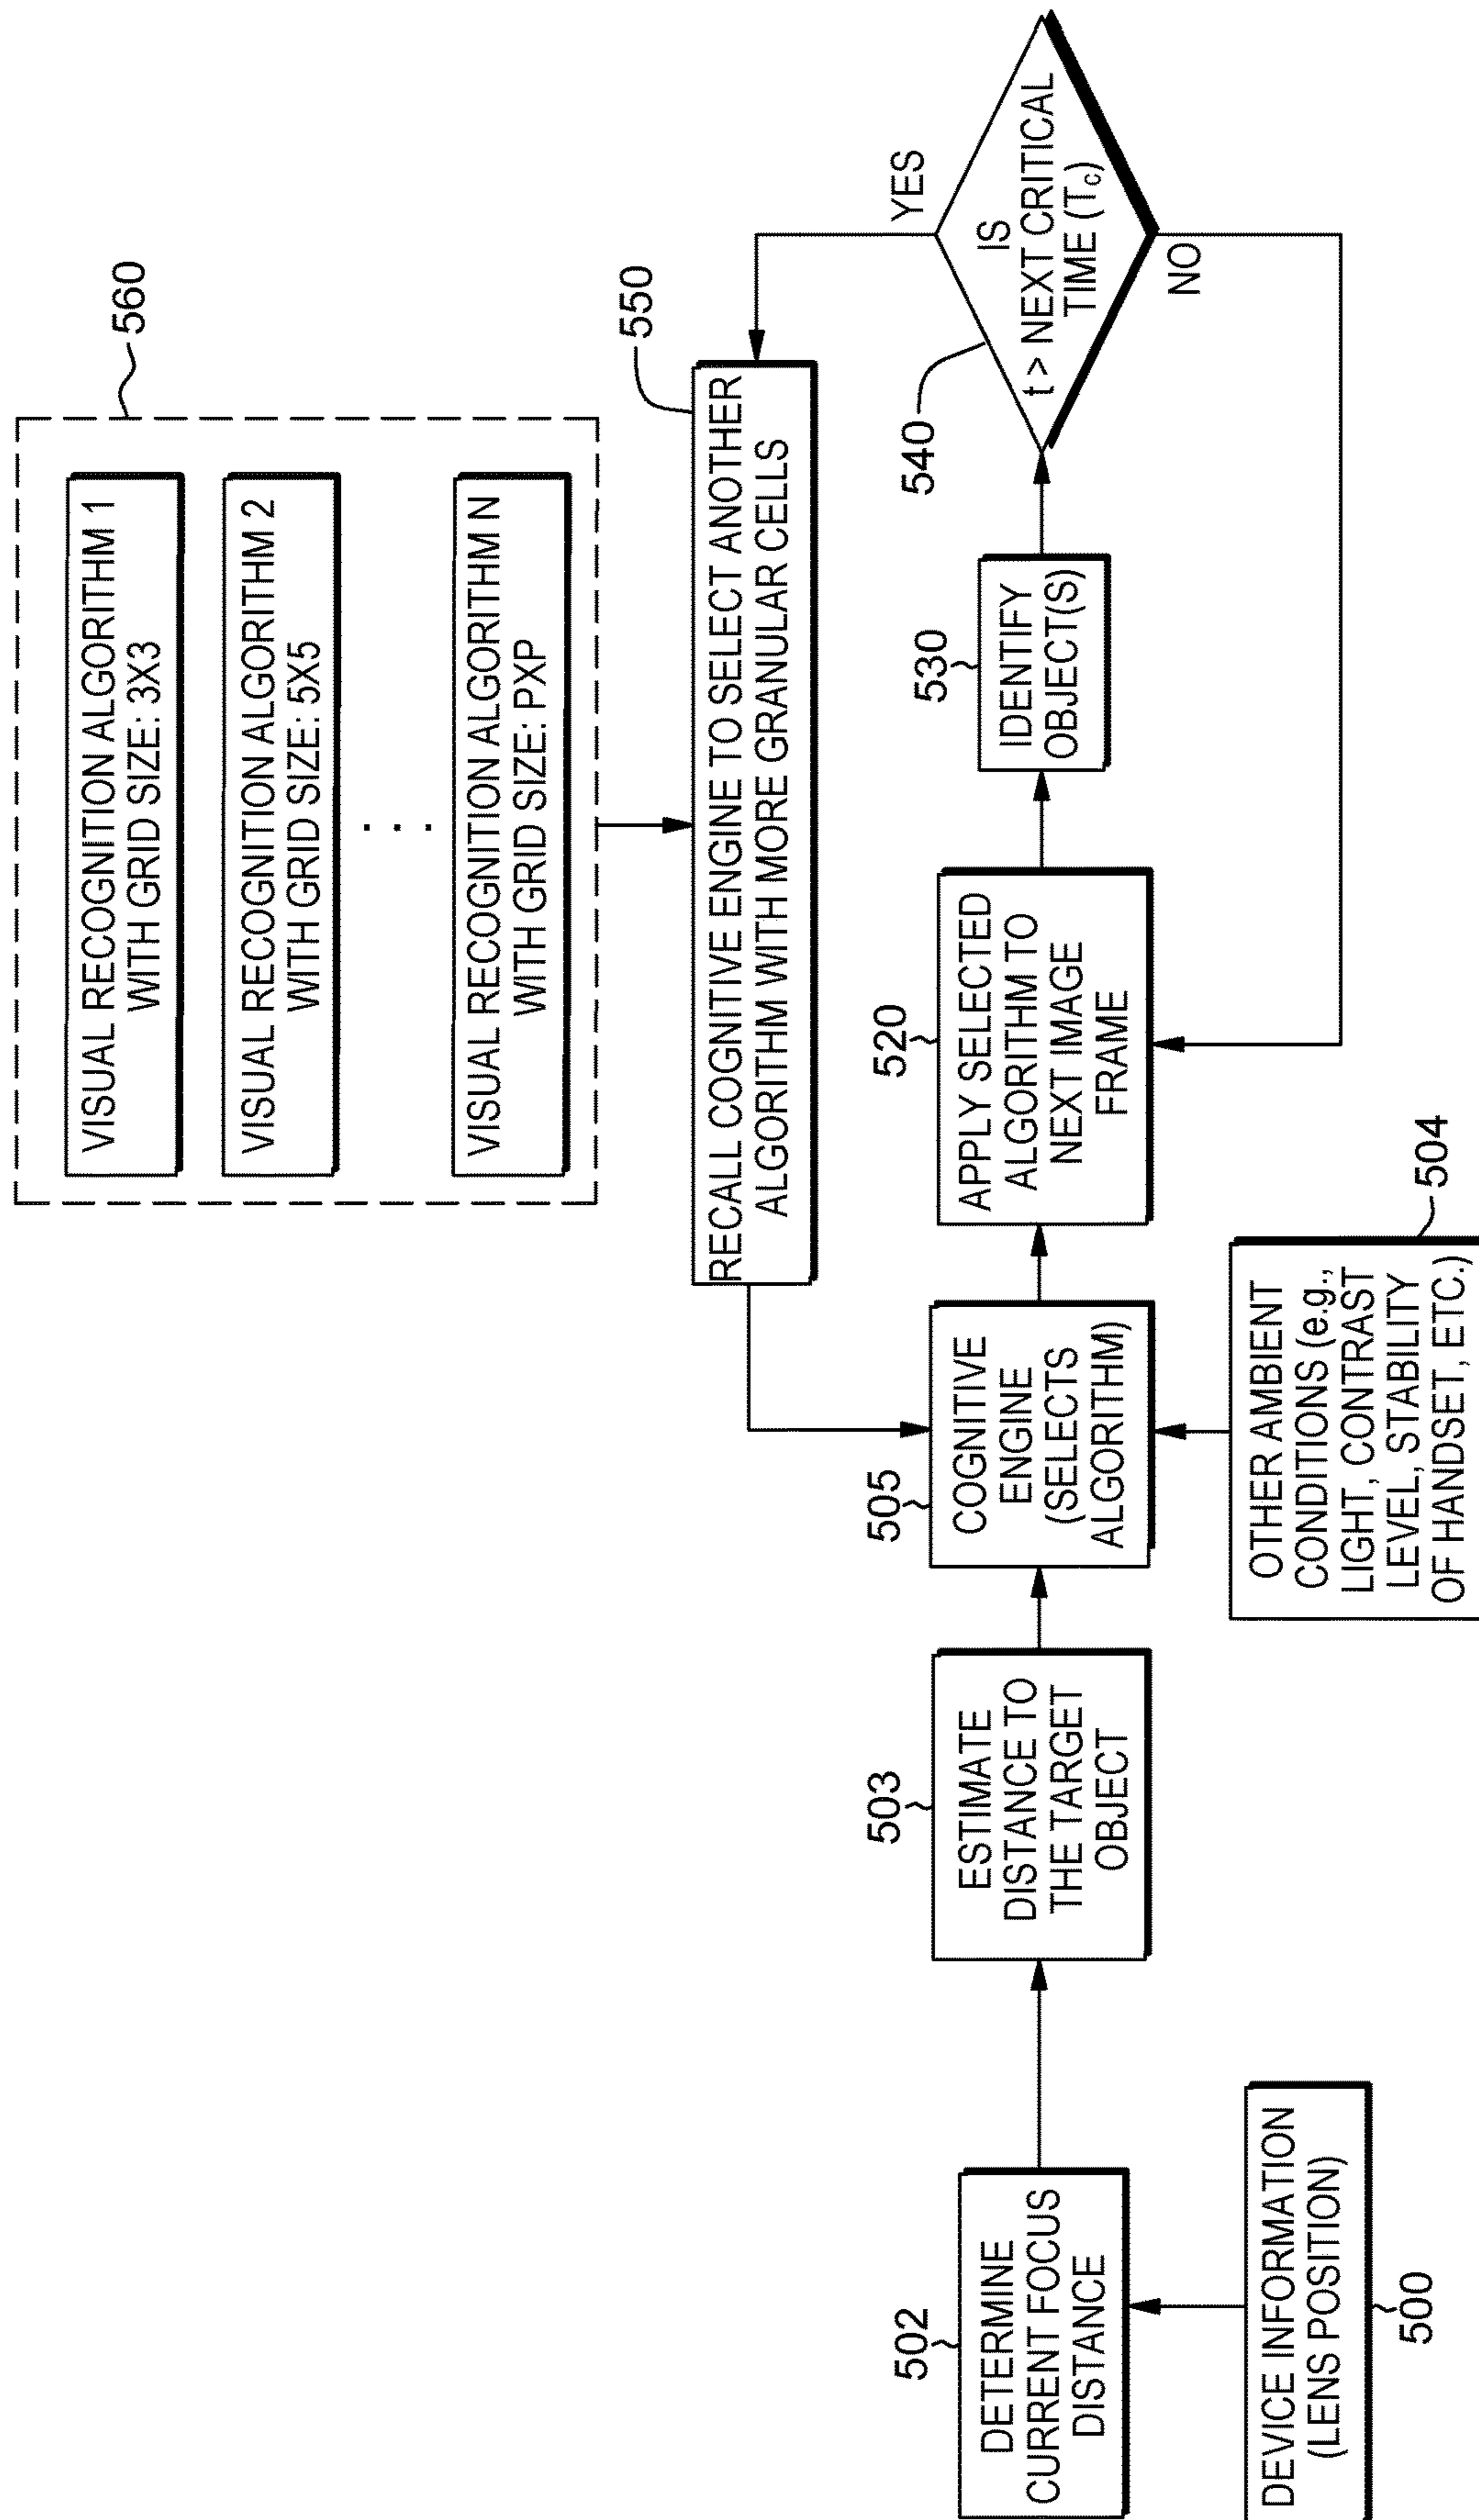 560
VISUAL RECOGNITION ALGORITHM 1
WITH GRID SIZE: 3X3
VISUAL RECOGNITION ALGORITHM 2
WITH GRID SIZE: 5X5
. . .
VISUAL RECOGNITION ALGORITHM N
WITH GRID SIZE: PXP
550
RECALL COGNITIVE ENGINE TO SELECT ANOTHER
ALGORITHM WITH MORE GRANULAR CELLS
502
DETERMINE
CURRENT FOCUS
DISTANCE
503
ESTIMATE
DISTANCE TO
THE TARGET
OBJECT
505
COGNITIVE
ENGINE
(SELECTS
ALGORITHM)
520
APPLY SELECTED
ALGORITHM TO
NEXT IMAGE
FRAME
530
IDENTIFY
OBJECT(S)
540
IS
t > NEXT CRITICAL
TIME (Tc)
YES
NO
DEVICE INFORMATION
(LENS POSITION)
500
504
OTHER AMBIENT
CONDITIONS (e.g.,
LIGHT, CONTRAST
LEVEL, STABILITY
OF HANDSET, ETC.)